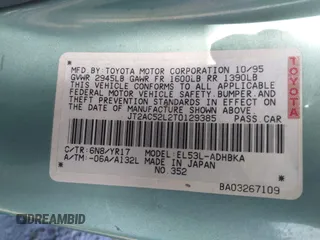 MFD. BY TOYOTA MOTOR CORPORATION 10/95
GVWR 2945LB GAWR FR 1600LB RR 1390LB
THIS VEHICLE CONFORMS TO ALL APPLICABLE
FEDERAL MOTOR VEHICLE SAFETY, BUMPER, AND
THEFT PREVENTION STANDARDS IN EFFECT ON
THE DATE OF MANUFACTURE SHOWN ABOVE.
JT2AC52L2T0129385 PASS.CAR
TOYOTA
C/TR: 6N8/YR17 MODEL: EL53L-ADHBKA
A/TM: -06A/A132L MADE IN JAPAN
NO 352
BA03267109
© DIRECT AND BID